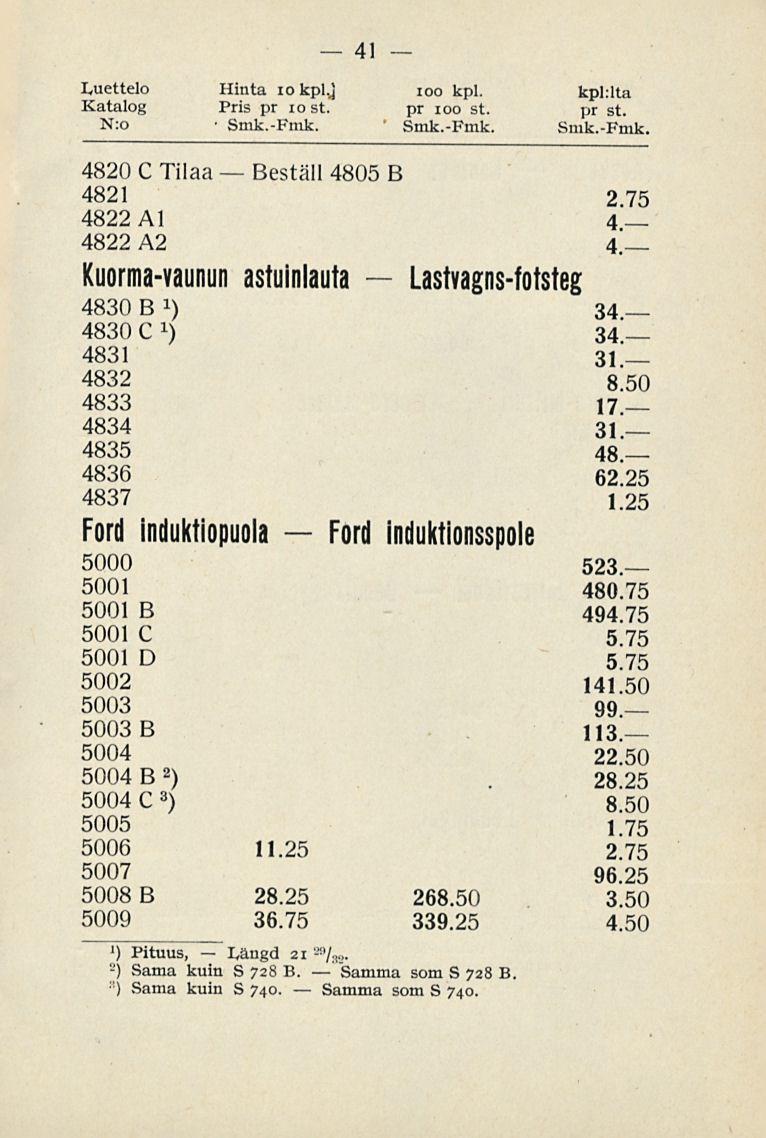 — 41 —
Luettelo Hinta 10 kpl. 100 kpl. kpl:lta
Katalog Pris pr 10 st. pr 100 st. pr st.
N:o Smk.-Fmk. Smk.-Fmk. Smk.-Fmk.
4820 C Tilaa — Beställ 4805 B
4821 2.75
4822 A1 4.—
4822 A2 4.—
Kuorma-vaunun astuinlauta — Lastvagns-fotsteg
4830 B ¹) 34.—
4830 C ¹) 34.—
4831 31.—
4832 8.50
4833 17.—
4834 31.—
4835 48.—
4836 62.25
4837 1.25
Ford induktiopuola — Ford induktionsspole
5000 523.—
5001 480.75
5001 B 494.75
5001 C 5.75
5001 D 5.75
5002 141.50
5003 99.—
5003 B 113.—
5004 22.50
5004 B ²) 28.25
5004 C ³) 8.50
5005 1.75
5006 11.25 2.75
5007 96.25
5008 B 28.25 268.50 3.50
5009 36.75 339.25 4.50
¹) Pituus, — Längd 21 ²⁹/₃₂.
²) Sama kuin S 728 B. — Samma som S 728 B.
³) Sama kuin S 740. — Samma som S 740.